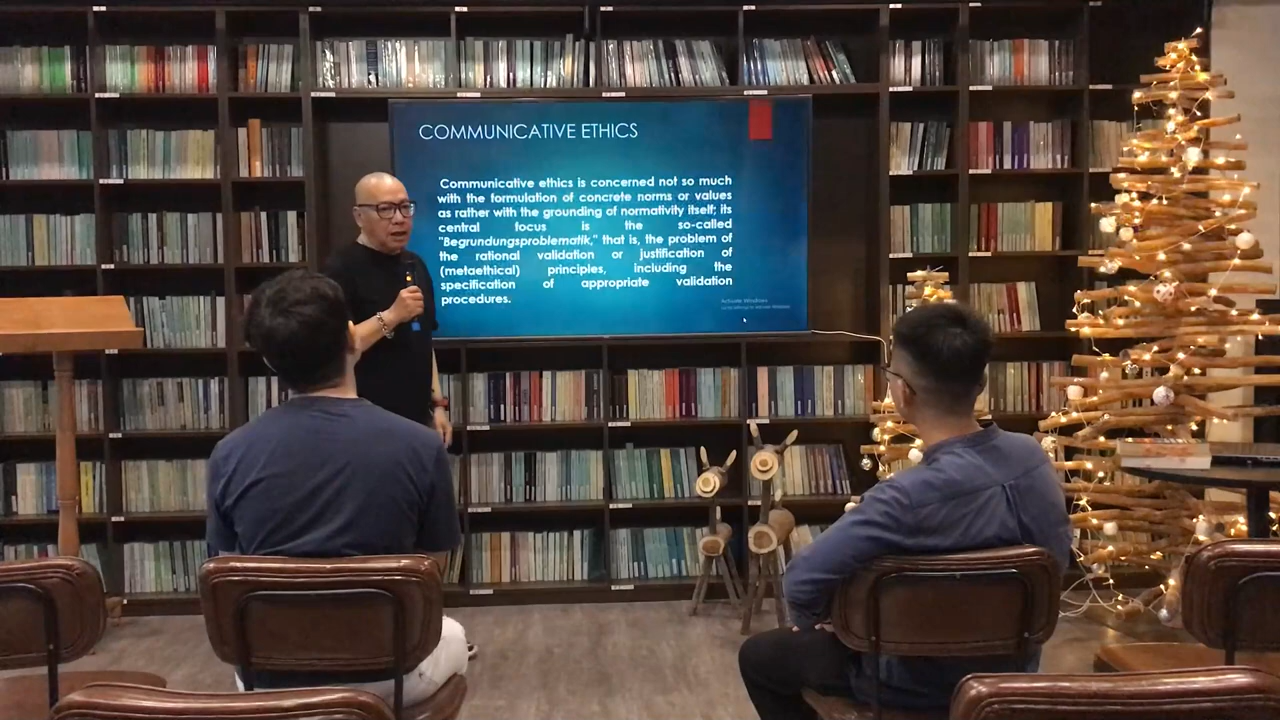 COMMUNICATIVE ETHICS
Communicative ethics is concerned not so much
with the formulation of concrete norms or values
as rather with the grounding of normativity itself; its
central focus is the so-called
"Begrundungsproblematik," that is, the problem of
the rational validation or justification of
(metaethical) principles, including the
specification of appropriate validation
procedures.
Activate Windows